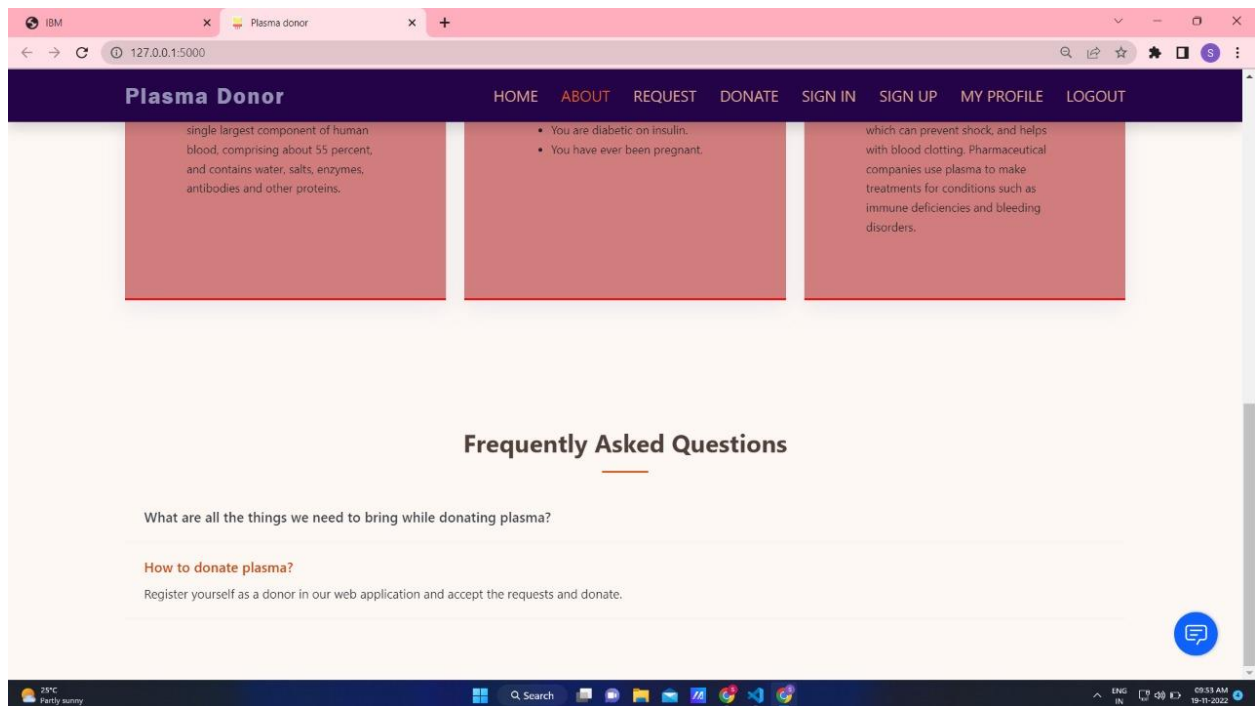 IBM
Plasma donor
127.0.0.1:5000
S
Plasma Donor
HOME ABOUT REQUEST DONATE SIGN IN SIGN UP MY PROFILE LOGOUT
single largest component of human
blood, comprising about 55 percent,
and contains water, salts, enzymes,
antibodies and other proteins.
You are diabetic on insulin.
You have ever been pregnant.
which can prevent shock, and helps
with blood clotting. Pharmaceutical
companies use plasma to make
treatments for conditions such as
immune deficiencies and bleeding
disorders.
Frequently Asked Questions
What are all the things we need to bring while donating plasma?
How to donate plasma?
Register yourself as a donor in our web application and accept the requests and donate.
25°C
Partly sunny
Search
ENG
IN
09:53 AM
19-11-2022